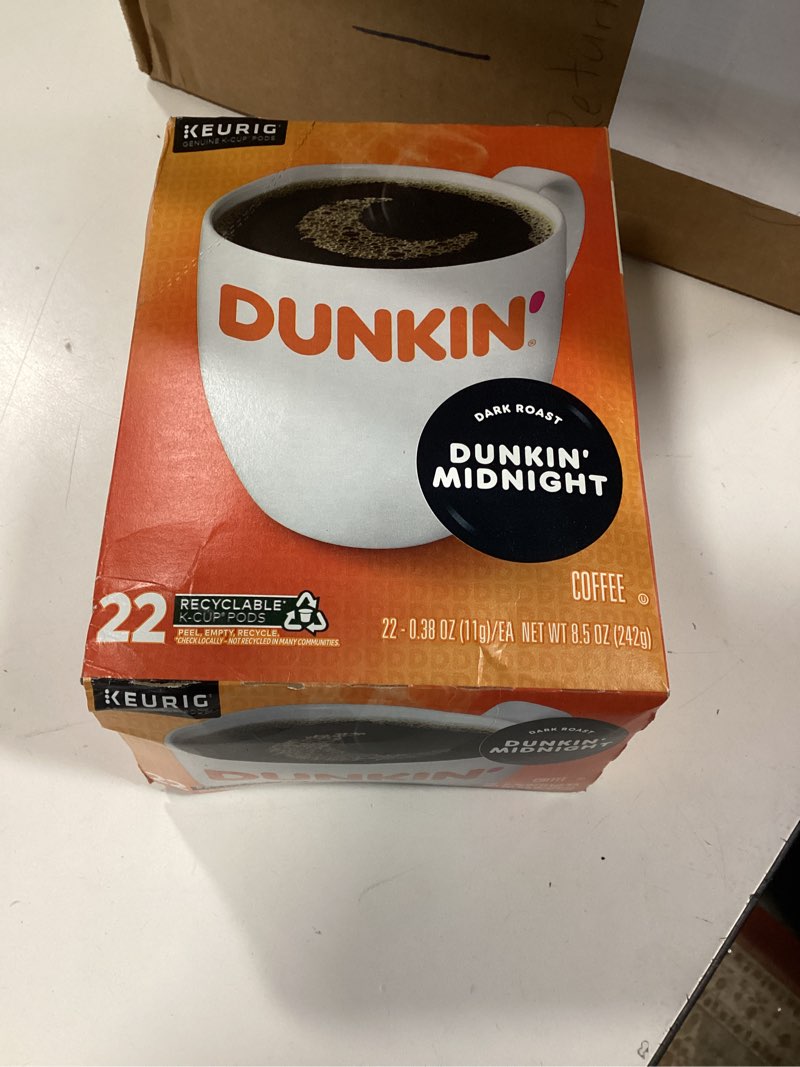 Return
KEURIG
GENUINE K-CUP® PODS
DUNKIN'®
DARK ROAST
DUNKIN'
MIDNIGHT
COFFEE
22
RECYCLABLE*
K-CUP® PODS
PEEL, EMPTY, RECYCLE.
*CHECK LOCALLY - NOT RECYCLED IN MANY COMMUNITIES.
22 - 0.38 OZ (11g)/EA NET WT 8.5 OZ (242g)
KEURIG
DARK ROAST
DUNKIN'
MIDNIGHT
DUNKIN'